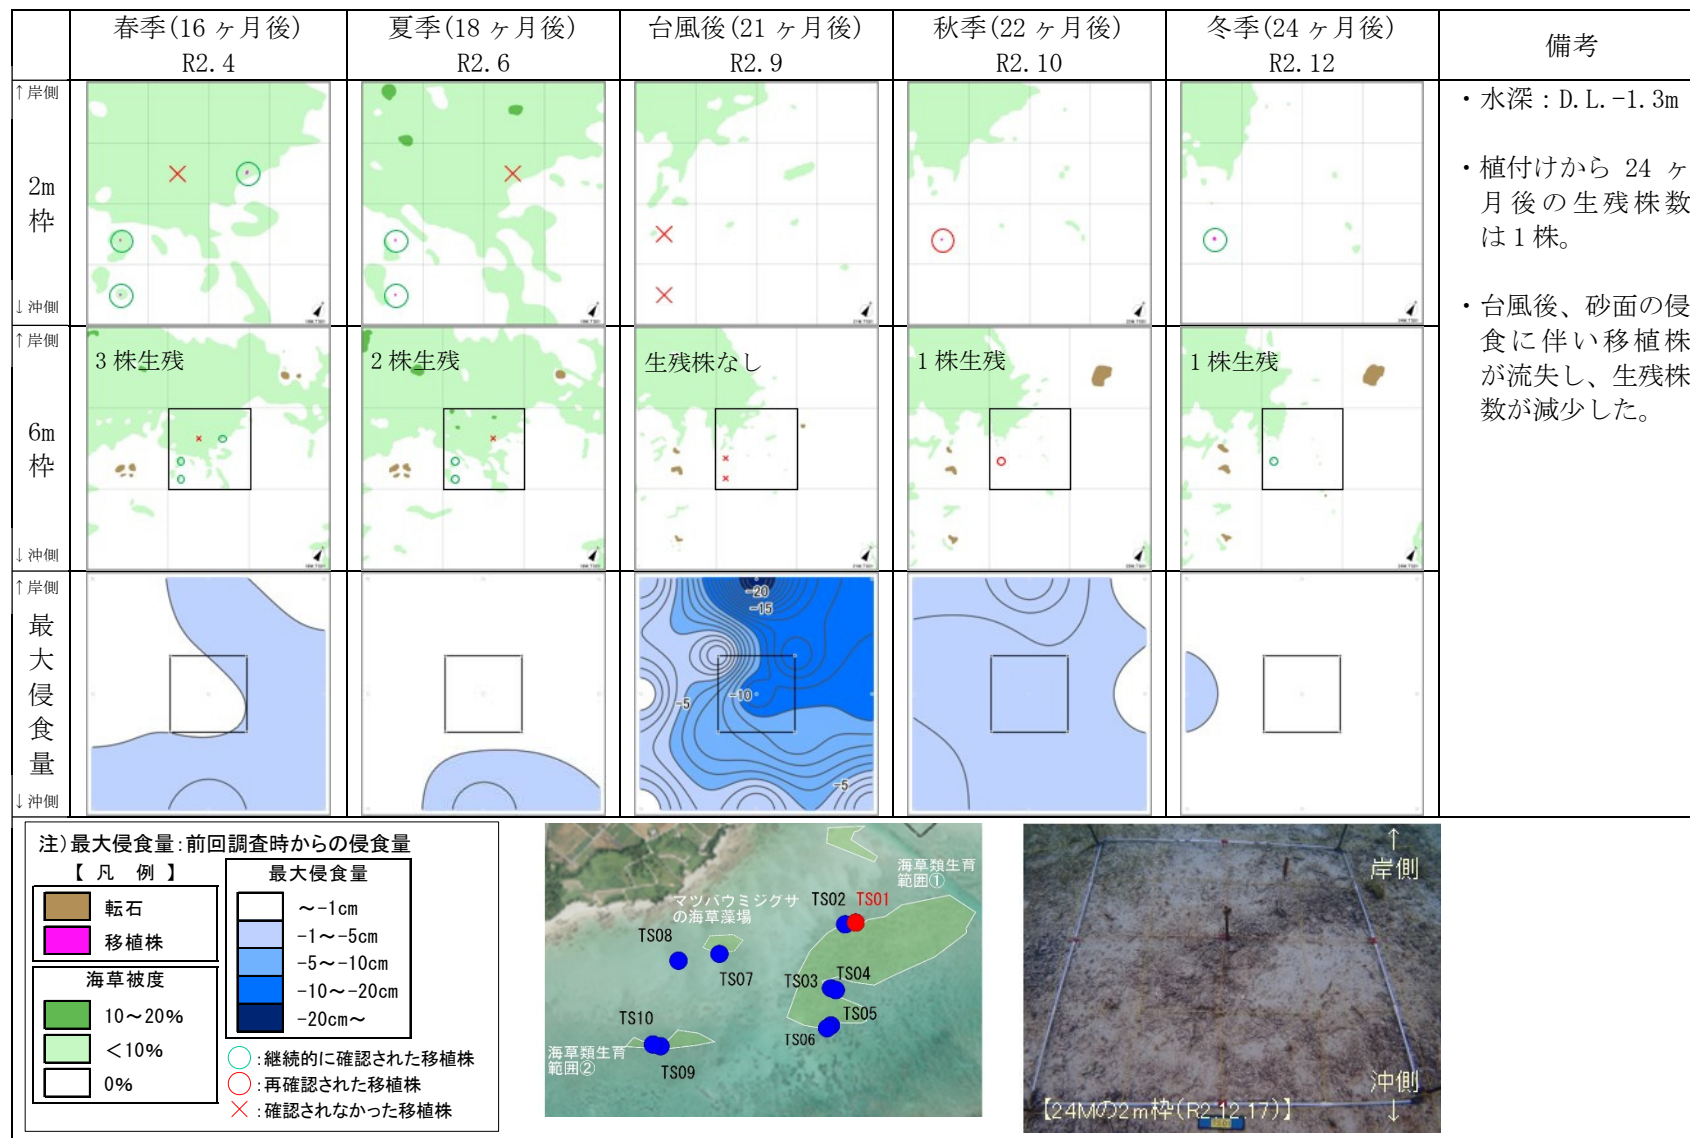 春季(16 ヶ月後)
R2.4
夏季(18 ヶ月後)
R2.6
台風後(21 ヶ月後)
R2.9
秋季(22 ヶ月後)
R2.10
冬季(24 ヶ月後)
R2.12
備考
↑岸側
2m
枠
↓沖側
・水深：D.L.-1.3m
・植付けから 24 ヶ
月後の生残株数
は 1 株。
・台風後、砂面の侵
食に伴い移植株
が流失し、生残株
数が減少した。
↑岸側
6m
枠
↓沖側
3 株生残
2 株生残
生残株なし
1 株生残
1 株生残
↑岸側
最
大
侵
食
量
↓沖側
-20
-15
-10
-5
-5
注)最大侵食量:前回調査時からの侵食量
【 凡 例 】
転石
移植株
海草被度
10～20%
＜10%
0%
最大侵食量
～-1cm
-1～-5cm
-5～-10cm
-10～-20cm
-20cm～
:継続的に確認された移植株
:再確認された移植株
:確認されなかった移植株
海草類生育
範囲①
マツバウミジグサ
の海草藻場
TS02
TS01
TS08
TS07
TS03
TS04
TS05
TS06
TS10
TS09
海草類生育
範囲②
↑
岸側
沖側
↓
【24Mの2m枠(R2.12.17)】